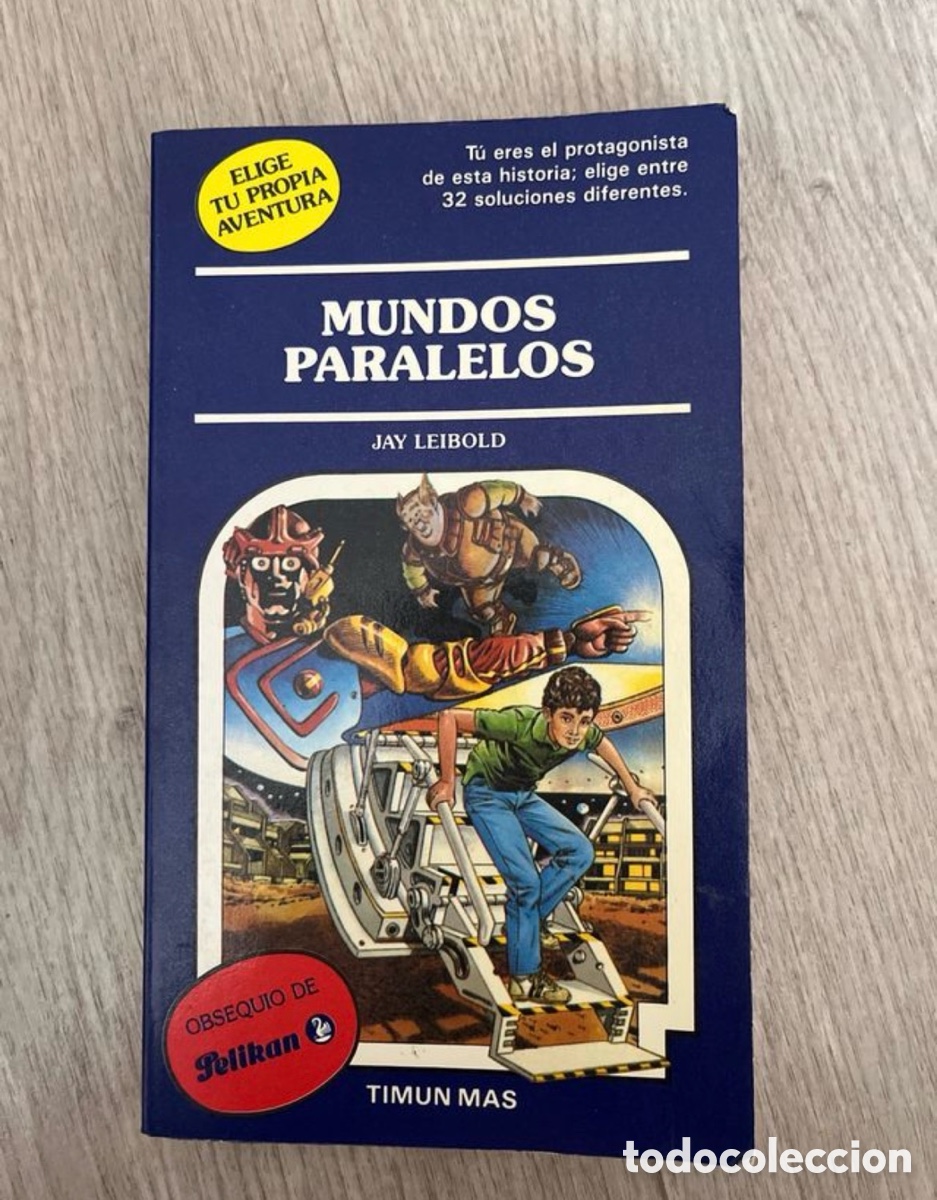 ELIGE
TU PROPIA
AVENTURA
Tú eres el protagonista
de esta historia; elige entre
32 soluciones diferentes.
MUNDOS
PARALELOS
JAY LEIBOLD
OBSEQUIO DE
Pelikan
TIMUN MAS
todocoleccion